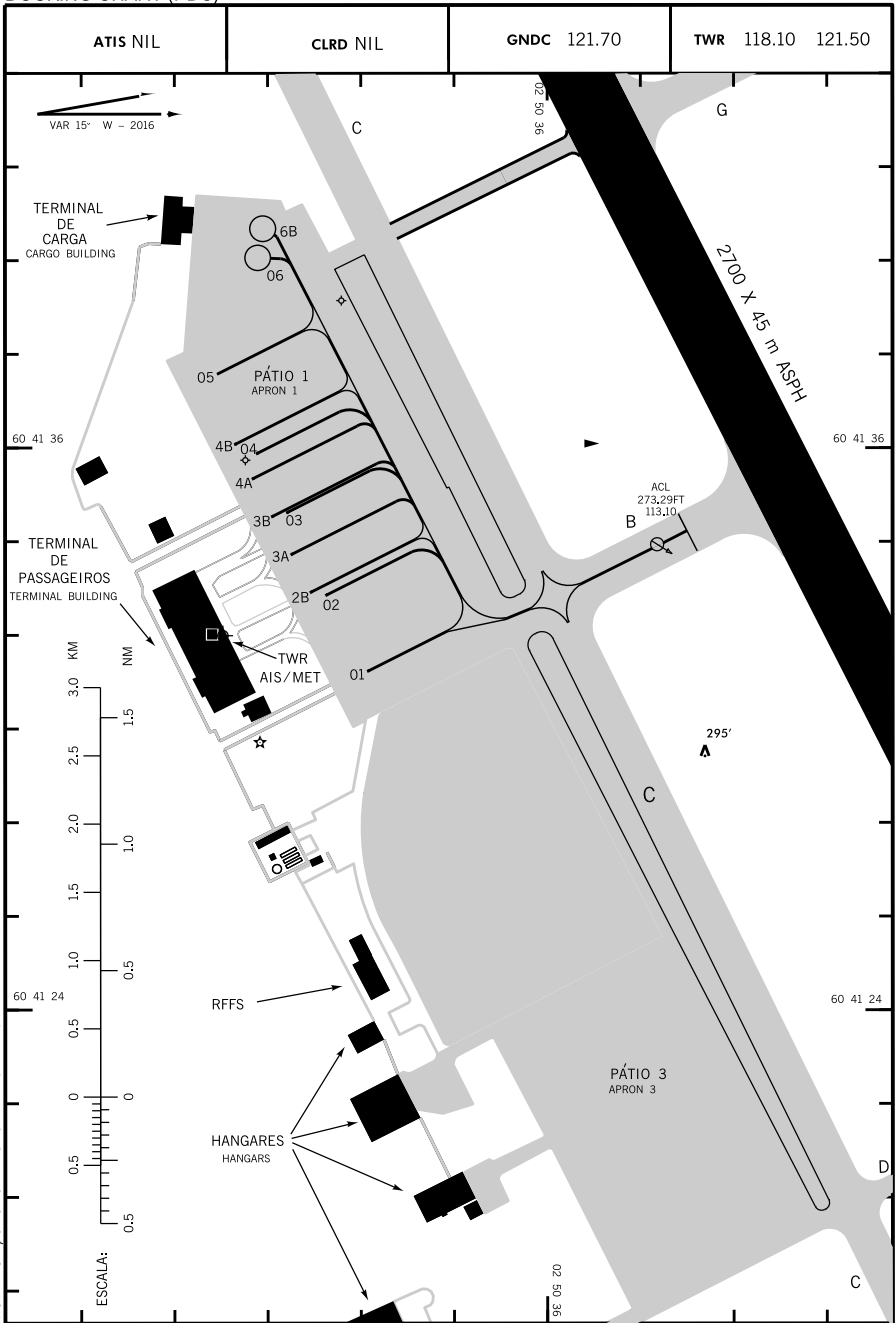 ATIS NIL
CLRD NIL
GNDC 121.70
TWR 118.10 121.50
VAR 15° W - 2016
C
02 50 36
G
TERMINAL
DE
CARGA
CARGO BUILDING
6B
06
2700 X 45 m ASPH
05
PÁTIO 1
APRON 1
60 41 36
4B
04
60 41 36
4A
ACL
273.29FT
113.10
B
3B
03
TERMINAL
DE
PASSAGEIROS
TERMINAL BUILDING
3A
2B
02
TWR
AIS/MET
01
KM
NM
3.0
2.5
2.0
1.5
1.0
0.5
0
0.5
1.5
1.0
0.5
0
0.5
ESCALA:
295'
C
60 41 24
RFFS
60 41 24
PÁTIO 3
APRON 3
HANGARES
HANGARS
D
02 50 36
C